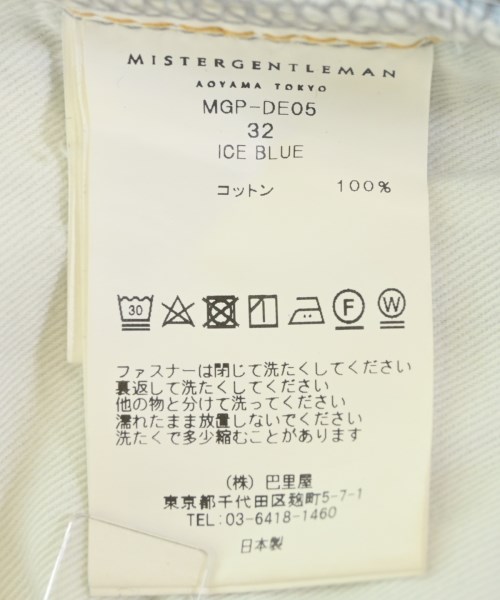 MISTERGENTLEMAN
AOYAMA TOKYO
MGP-DE05
32
ICE BLUE
コットン 100%
30
F
W
ファスナーは閉じて洗たくしてください
裏返して洗たくしてください
他の物と分けて洗ってください
濡れたまま放置しないでください
洗たくで多少縮むことがあります
(株) 巴里屋
東京都千代田区麹町5-7-1
TEL:03-6418-1460
日本製